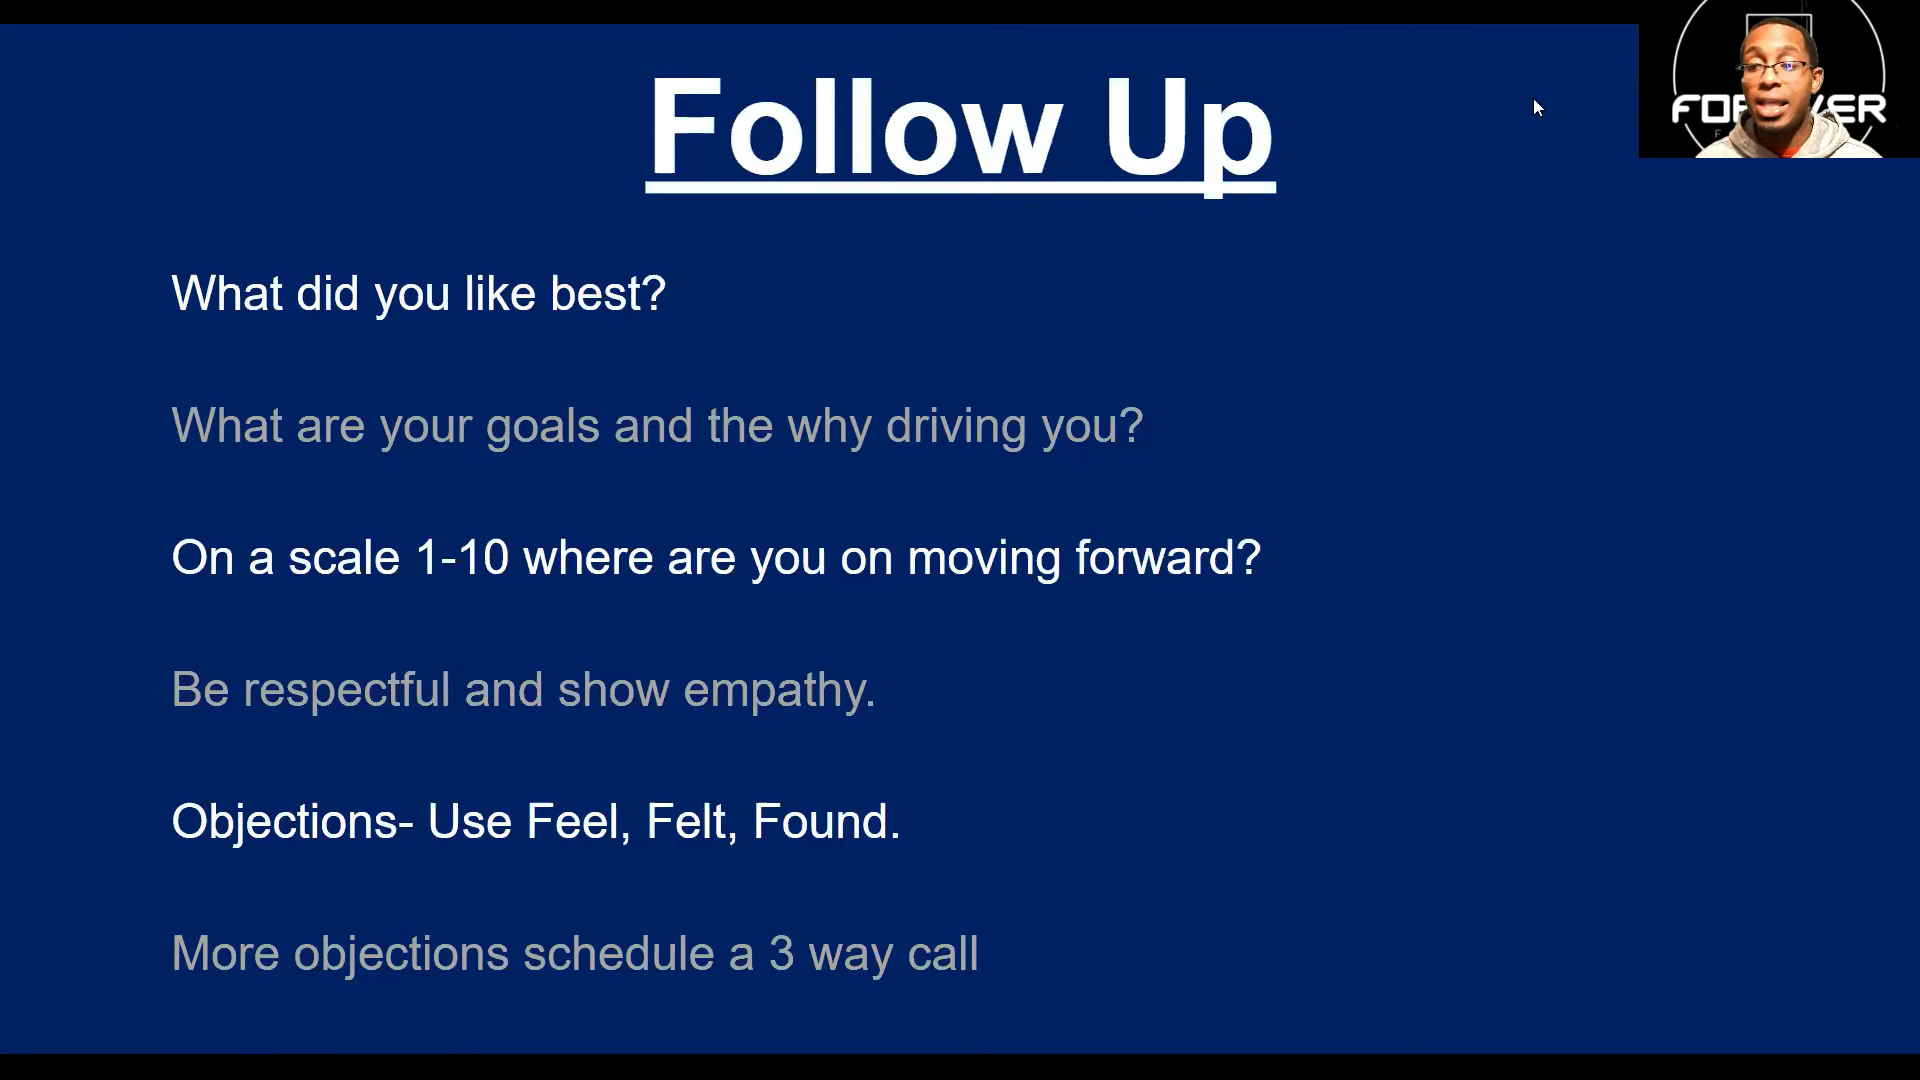 Follow Up
What did you like best?
What are your goals and the why driving you?
On a scale 1-10 where are you on moving forward?
Be respectful and show empathy.
Objections- Use Feel, Felt, Found.
More objections schedule a 3 way call